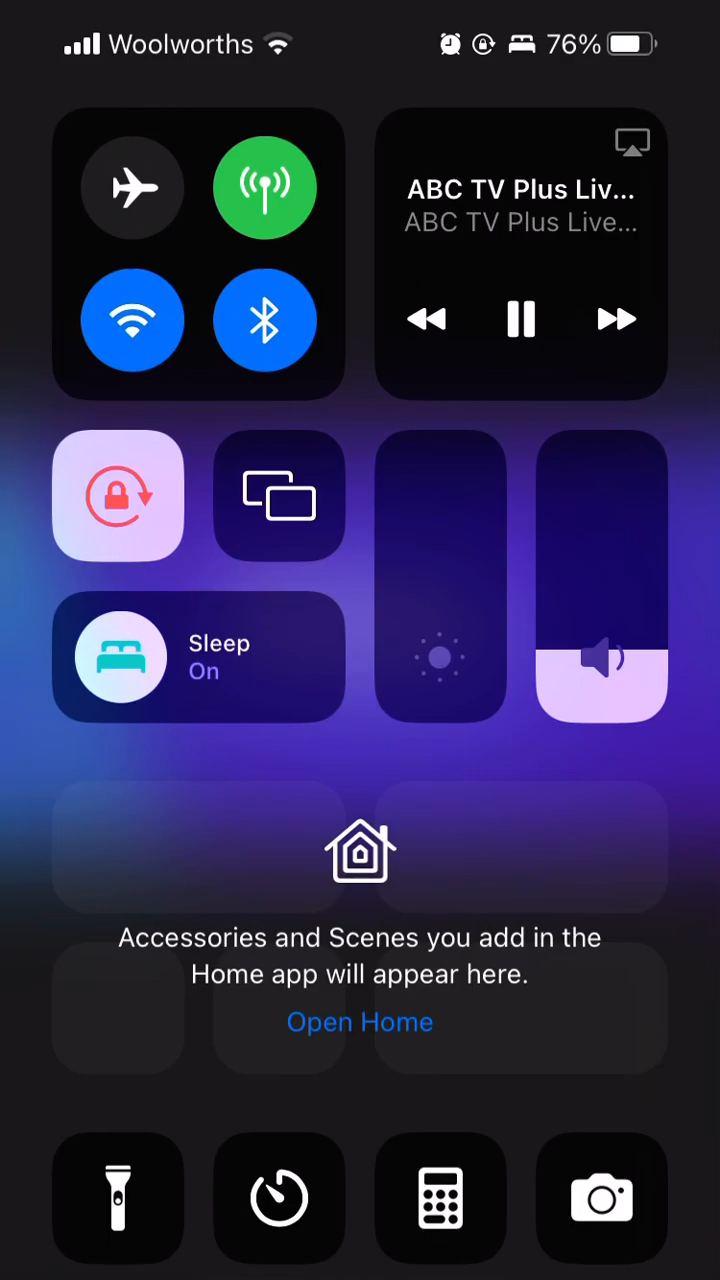 Woolworths
76%
ABC TV Plus Liv...
ABC TV Plus Live...
Sleep
On
Accessories and Scenes you add in the
Home app will appear here.
Open Home